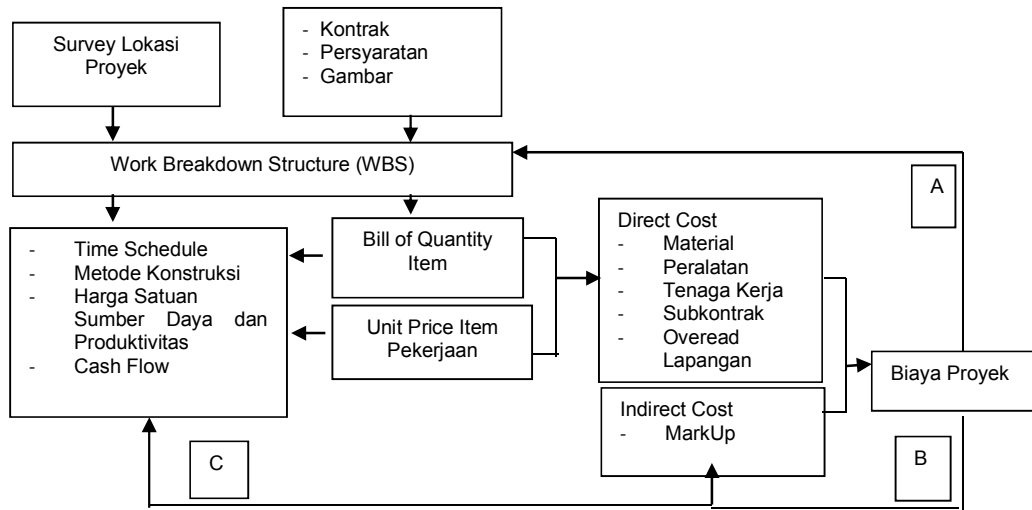 Survey Lokasi
Proyek
- Kontrak
- Persyaratan
- Gambar
Work Breakdown Structure (WBS)
A
- Time Schedule
- Metode Konstruksi
- Harga Satuan
Sumber Daya dan
Produktivitas
- Cash Flow
Bill of Quantity
Item
Unit Price Item
Pekerjaan
Direct Cost
- Material
- Peralatan
- Tenaga Kerja
- Subkontrak
- Overead
Lapangan
Biaya Proyek
Indirect Cost
- MarkUp
C
B